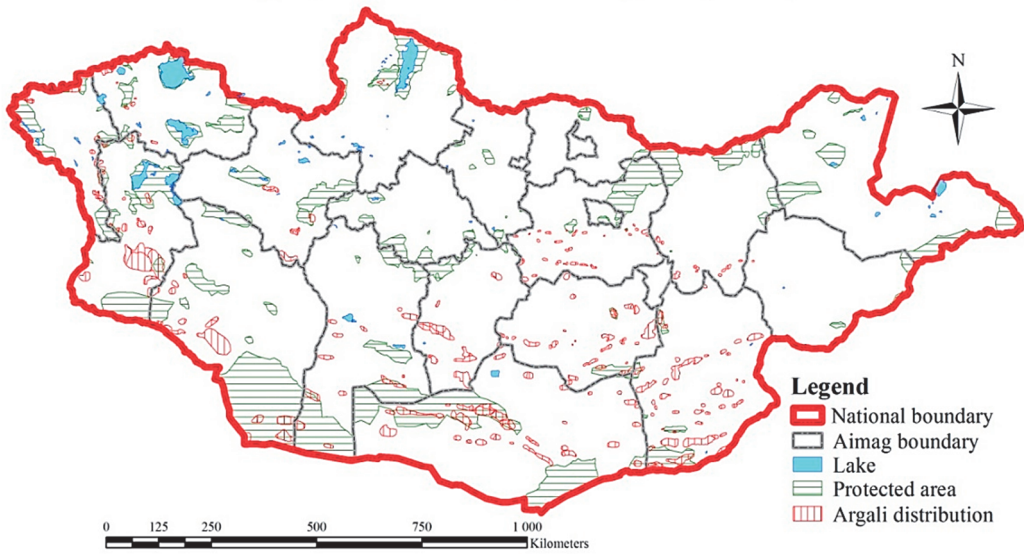 N
Legend
National boundary
Aimag boundary
Lake
Protected area
Argali distribution
0 125 250 500 750 1 000
Kilometers